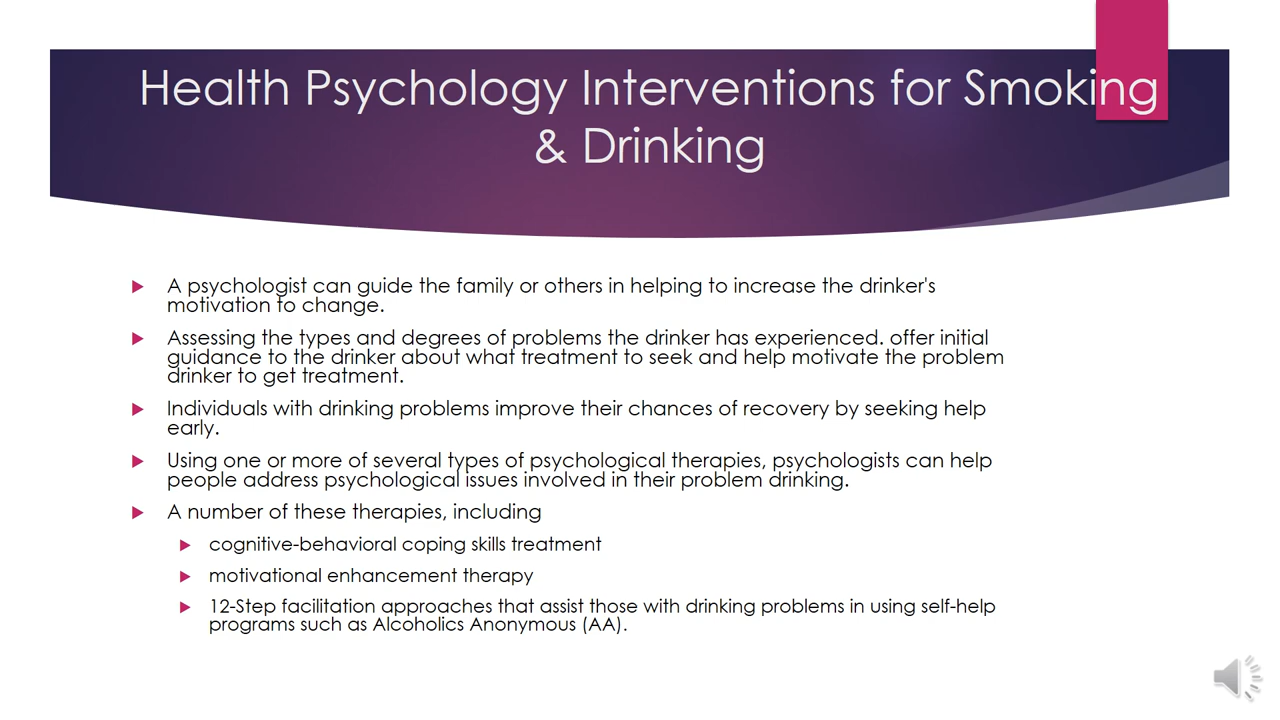 Health Psychology Interventions for Smoking
& Drinking
A psychologist can guide the family or others in helping to increase the drinker's
motivation to change.
Assessing the types and degrees of problems the drinker has experienced. offer initial
guidance to the drinker about what treatment to seek and help motivate the problem
drinker to get treatment.
Individuals with drinking problems improve their chances of recovery by seeking help
early.
Using one or more of several types of psychological therapies, psychologists can help
people address psychological issues involved in their problem drinking.
A number of these therapies, including
cognitive-behavioral coping skills treatment
motivational enhancement therapy
12-Step facilitation approaches that assist those with drinking problems in using self-help
programs such as Alcoholics Anonymous (AA).